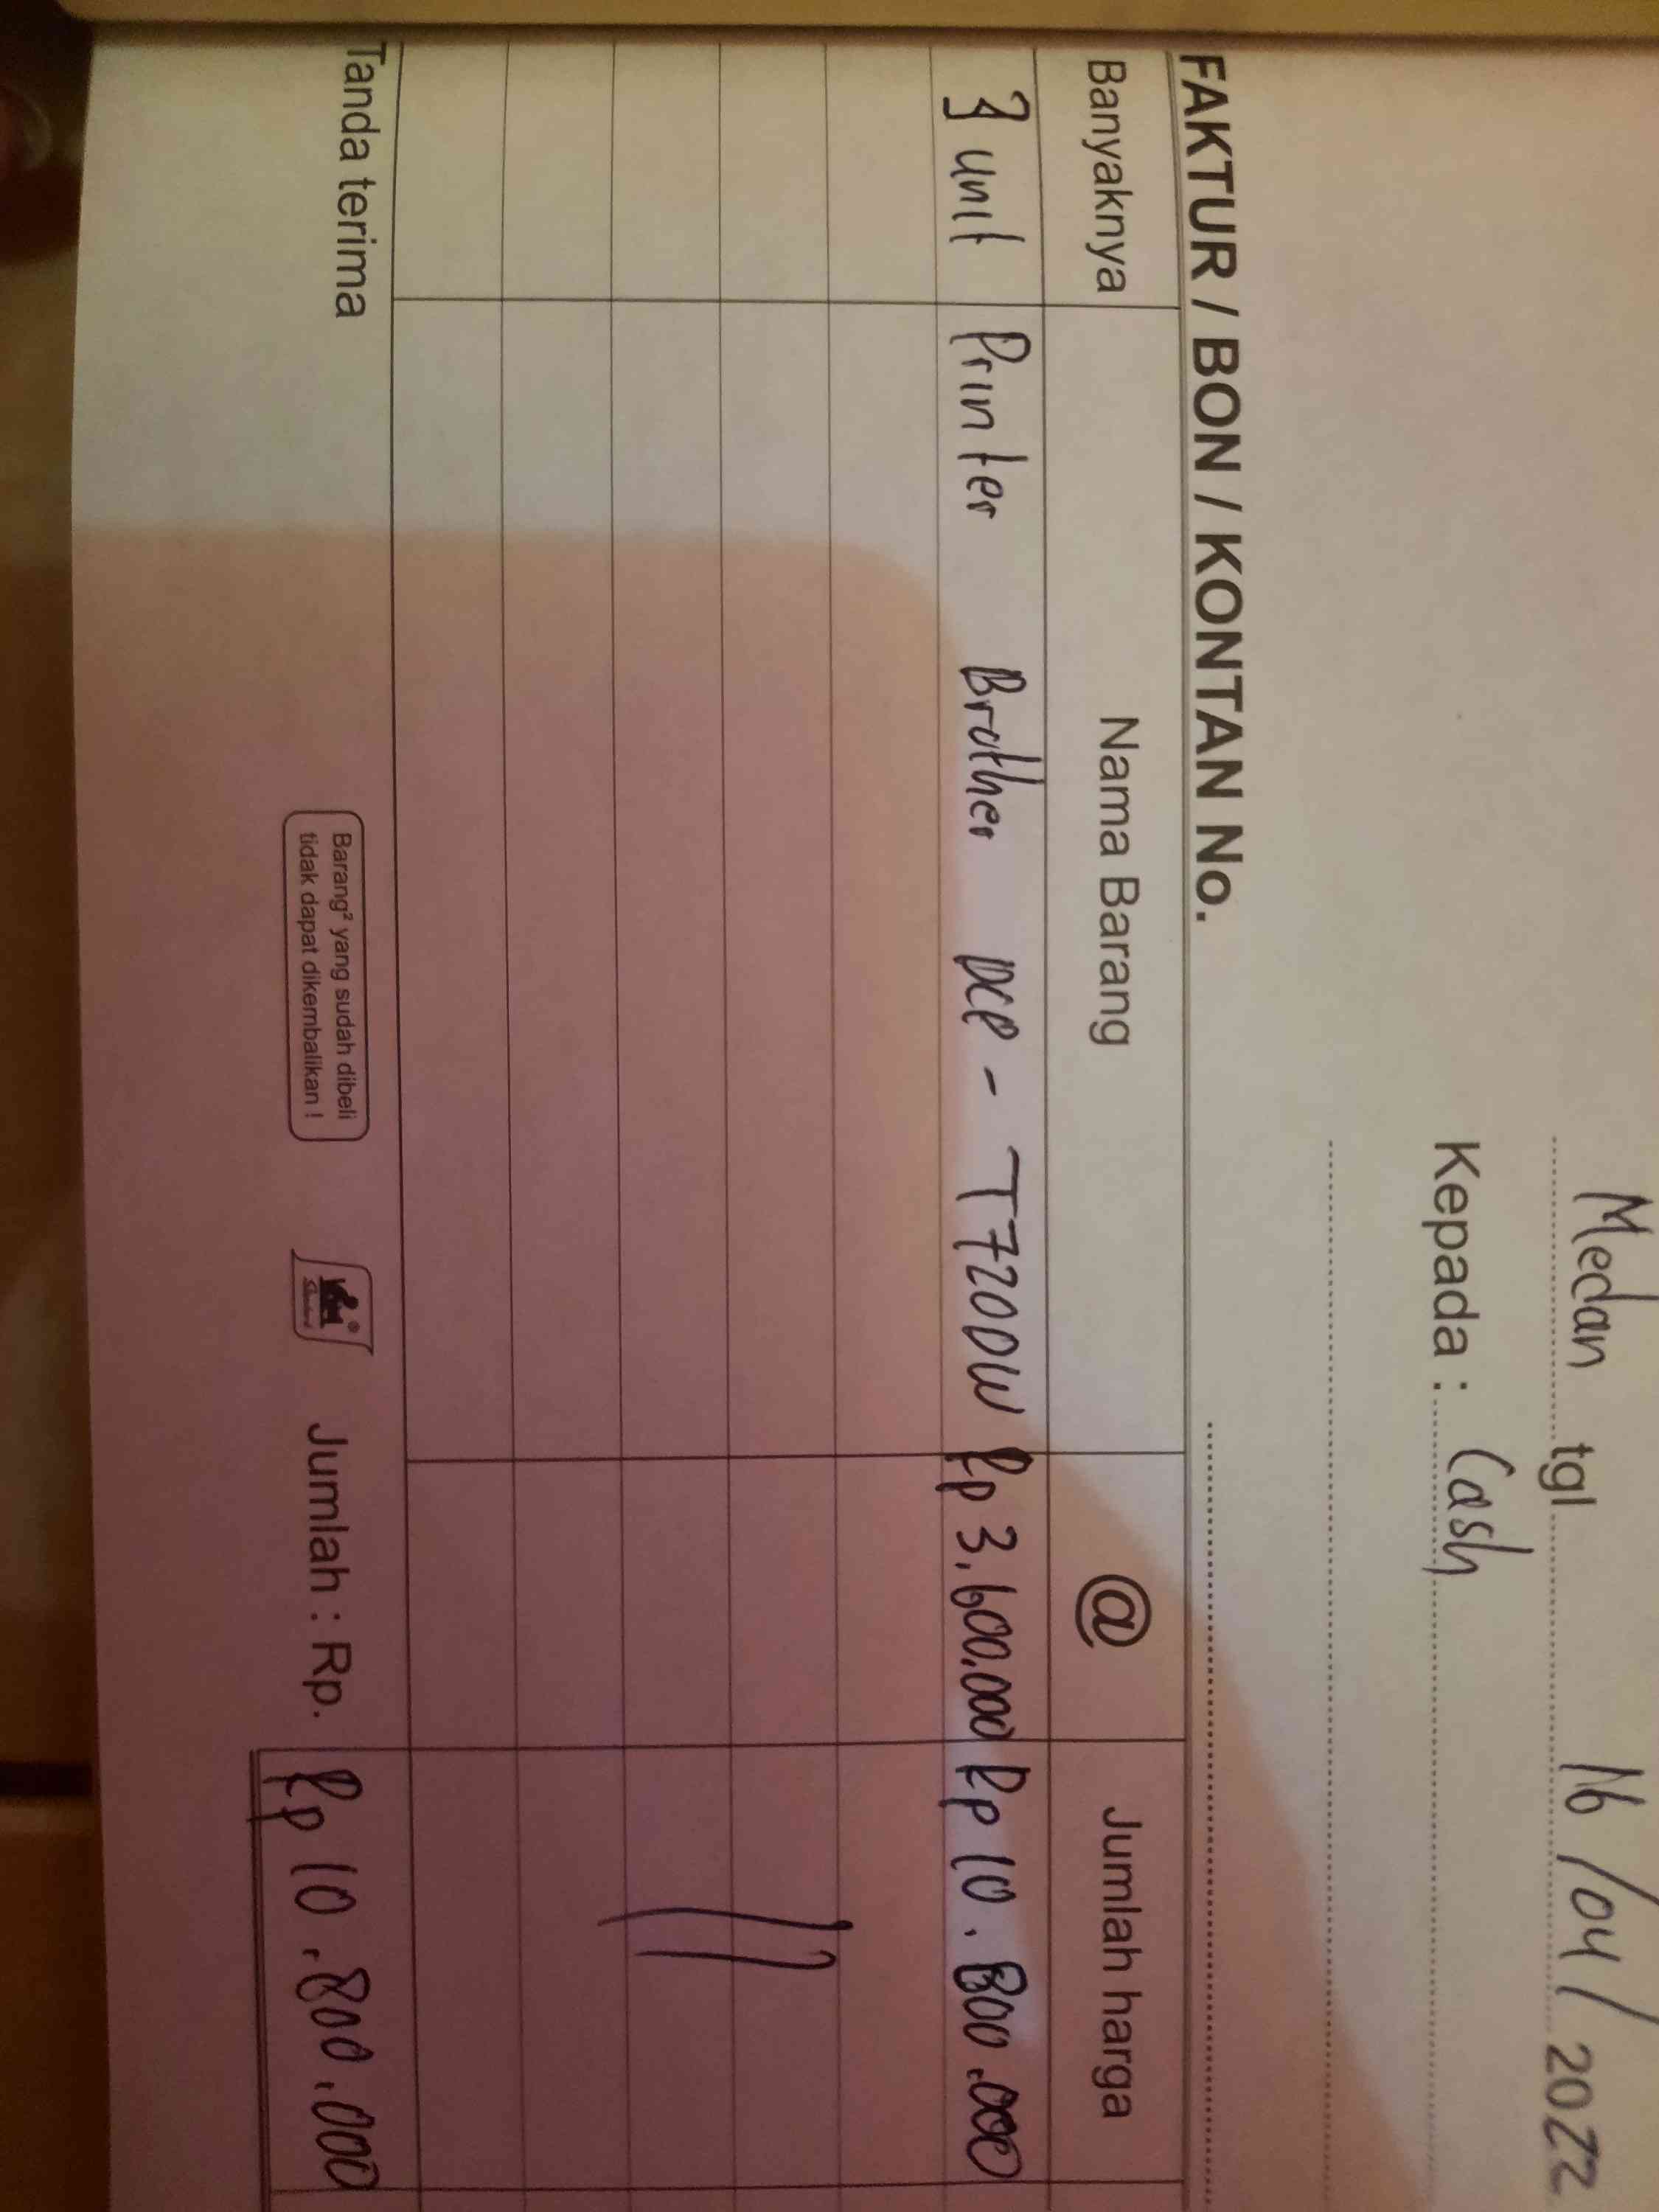 Medan tgl 16/04/2022
Kepada : Cash
FAKTUR / BON / KONTAN No.
Banyaknya Nama Barang @ Jumlah harga
3 unit Printer Brother DCP - T720DW Rp 3.600.000 Rp 10.800.000
Tanda terima
Barang² yang sudah dibeli
tidak dapat dikembalikan !
Jumlah : Rp. Rp 10.800.000